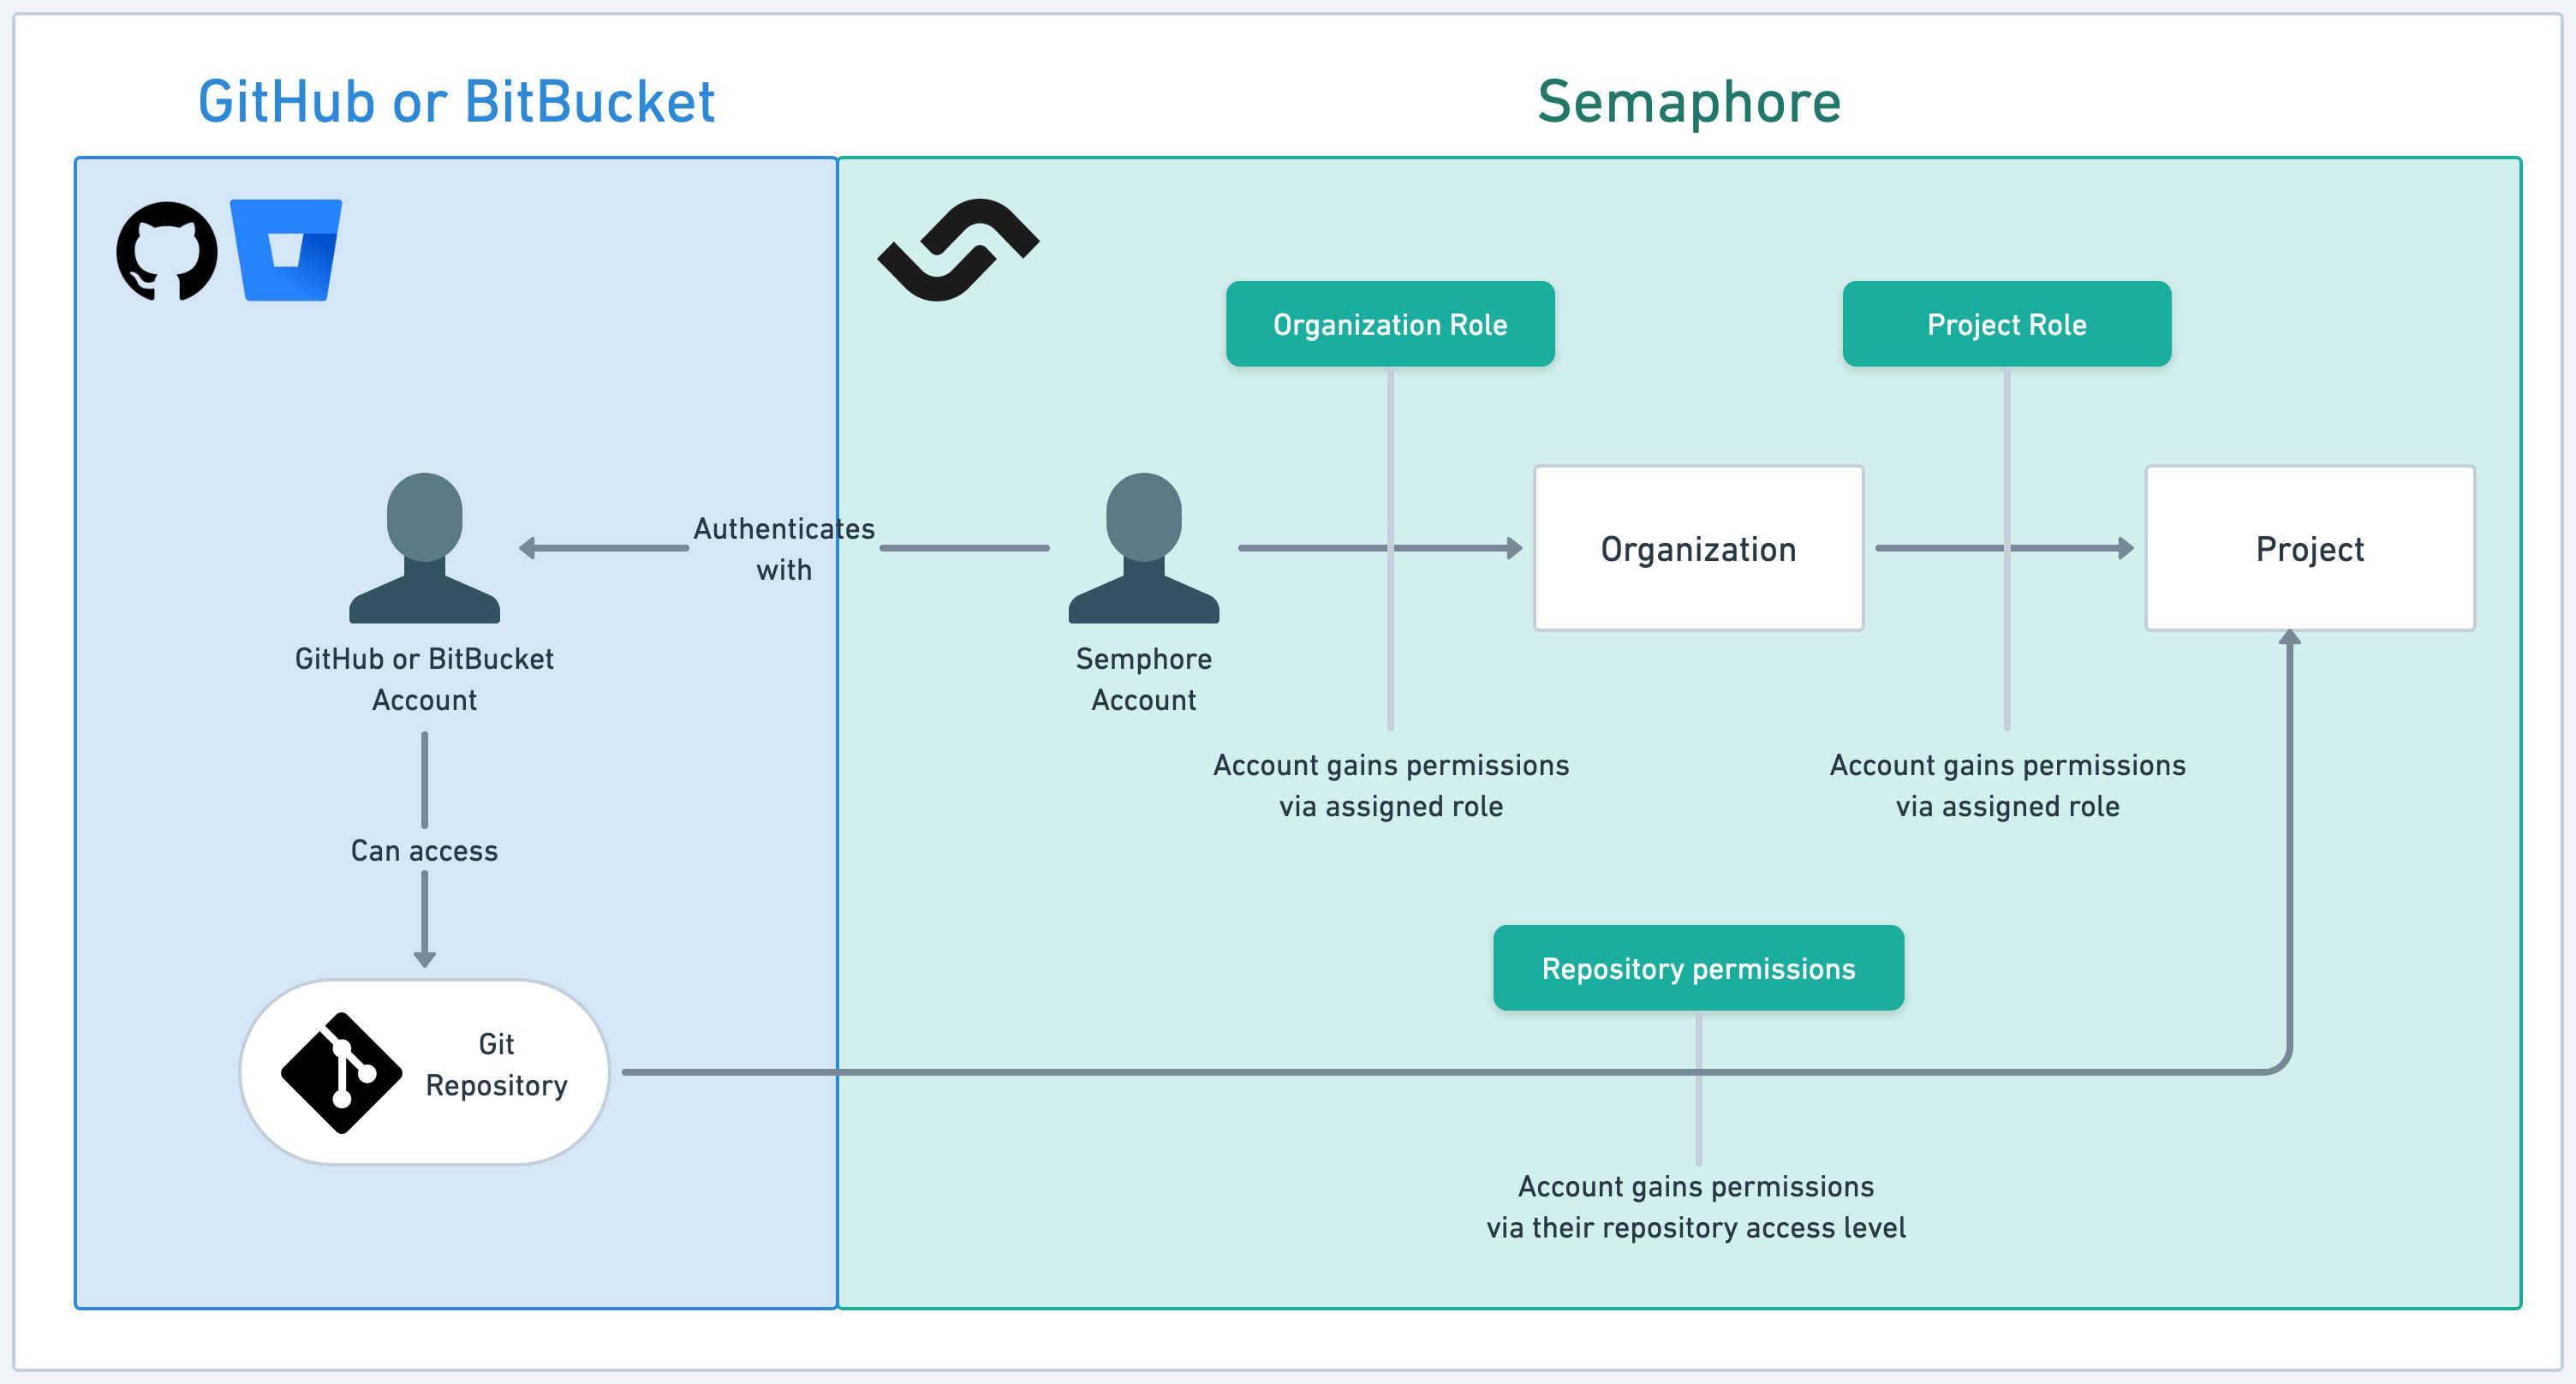 GitHub or BitBucket
Semaphore
Organization Role
Project Role
Authenticates
with
Organization
Project
GitHub or BitBucket
Account
Semphore
Account
Account gains permissions
via assigned role
Account gains permissions
via assigned role
Can access
Repository permissions
Git
Repository
Account gains permissions
via their repository access level